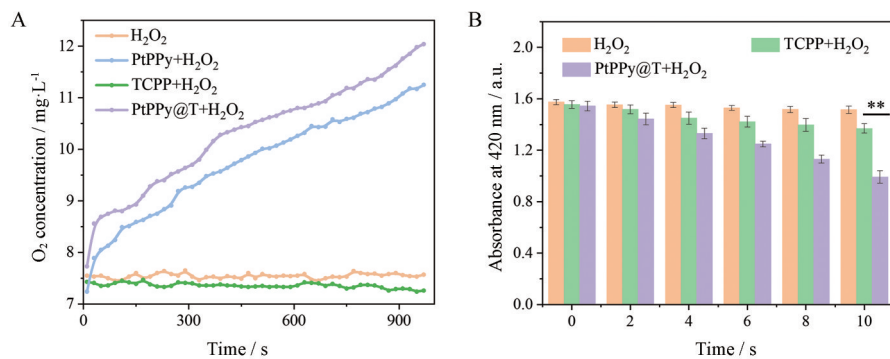 A
H₂O₂
PtPPy+H₂O₂
TCPP+H₂O₂
PtPPy@T+H₂O₂
O₂ concentration / mg·L⁻¹
12
11
10
9
8
7
0 300 600 900
Time / s
B
H₂O₂ TCPP+H₂O₂
PtPPy@T+H₂O₂
**
Absorbance at 420 nm / a.u.
2.0
1.6
1.2
0.8
0.4
0.0
0 2 4 6 8 10
Time / s